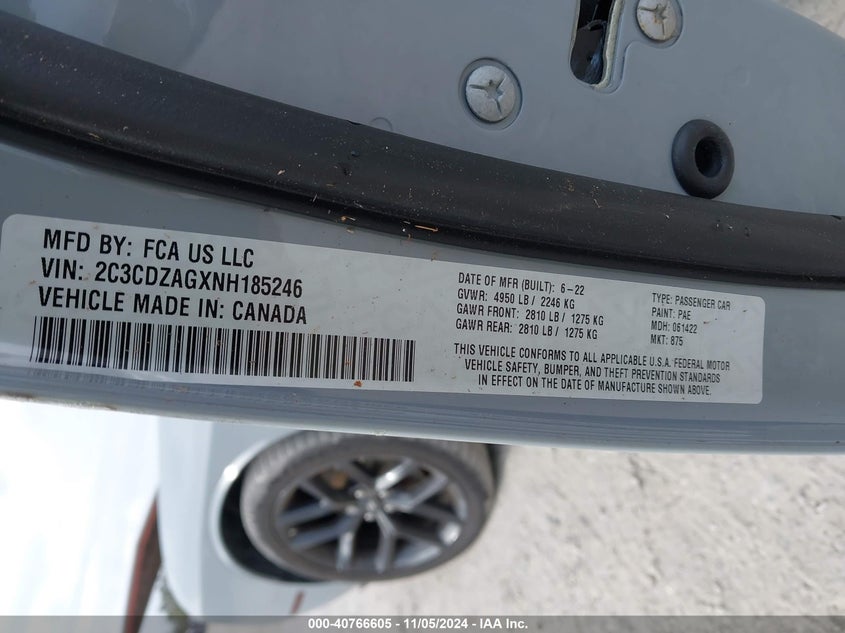 MFD BY: FCA US LLC
VIN: 2C3CDZAGXNH185246
VEHICLE MADE IN: CANADA
DATE OF MFR (BUILT): 6-22
GVWR: 4950 LB / 2246 KG
GAWR FRONT: 2810 LB / 1275 KG
GAWR REAR: 2810 LB / 1275 KG
TYPE: PASSENGER CAR
PAINT: PAE
MDH: 061422
MKT: 875
THIS VEHICLE CONFORMS TO ALL APPLICABLE U.S.A. FEDERAL MOTOR
VEHICLE SAFETY, BUMPER, AND THEFT PREVENTION STANDARDS
IN EFFECT ON THE DATE OF MANUFACTURE SHOWN ABOVE.
000-40766605 - 11/05/2024 - IAA Inc.